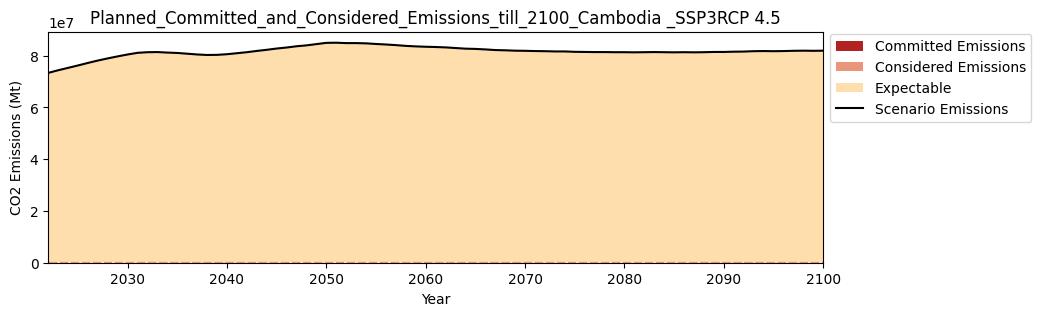 Planned_Committed_and_Considered_Emissions_till_2100_Cambodia _SSP3RCP 4.5
1e7
8
6
4
2
0
CO2 Emissions (Mt)
2030 2040 2050 2060 2070 2080 2090 2100
Year
Committed Emissions
Considered Emissions
Expectable
Scenario Emissions